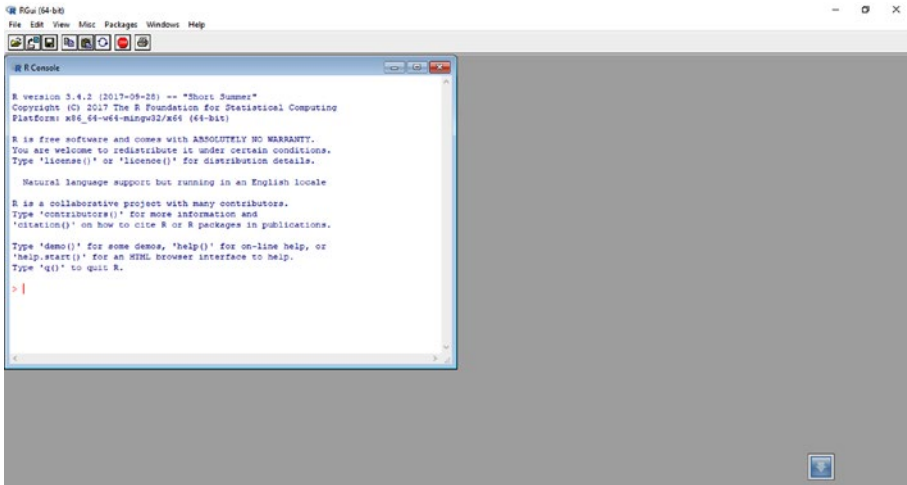 RGui (64-bit)
File Edit View Misc Packages Windows Help
R Console
R version 3.4.2 (2017-09-28) -- "Short Summer"
Copyright (C) 2017 The R Foundation for Statistical Computing
Platform: x86_64-w64-mingw32/x64 (64-bit)
R is free software and comes with ABSOLUTELY NO WARRANTY.
You are welcome to redistribute it under certain conditions.
Type 'license()' or 'licence()' for distribution details.
Natural language support but running in an English locale
R is a collaborative project with many contributors.
Type 'contributors()' for more information and
'citation()' on how to cite R or R packages in publications.
Type 'demo()' for some demos, 'help()' for on-line help, or
'help.start()' for an HTML browser interface to help.
Type 'q()' to quit R.
>